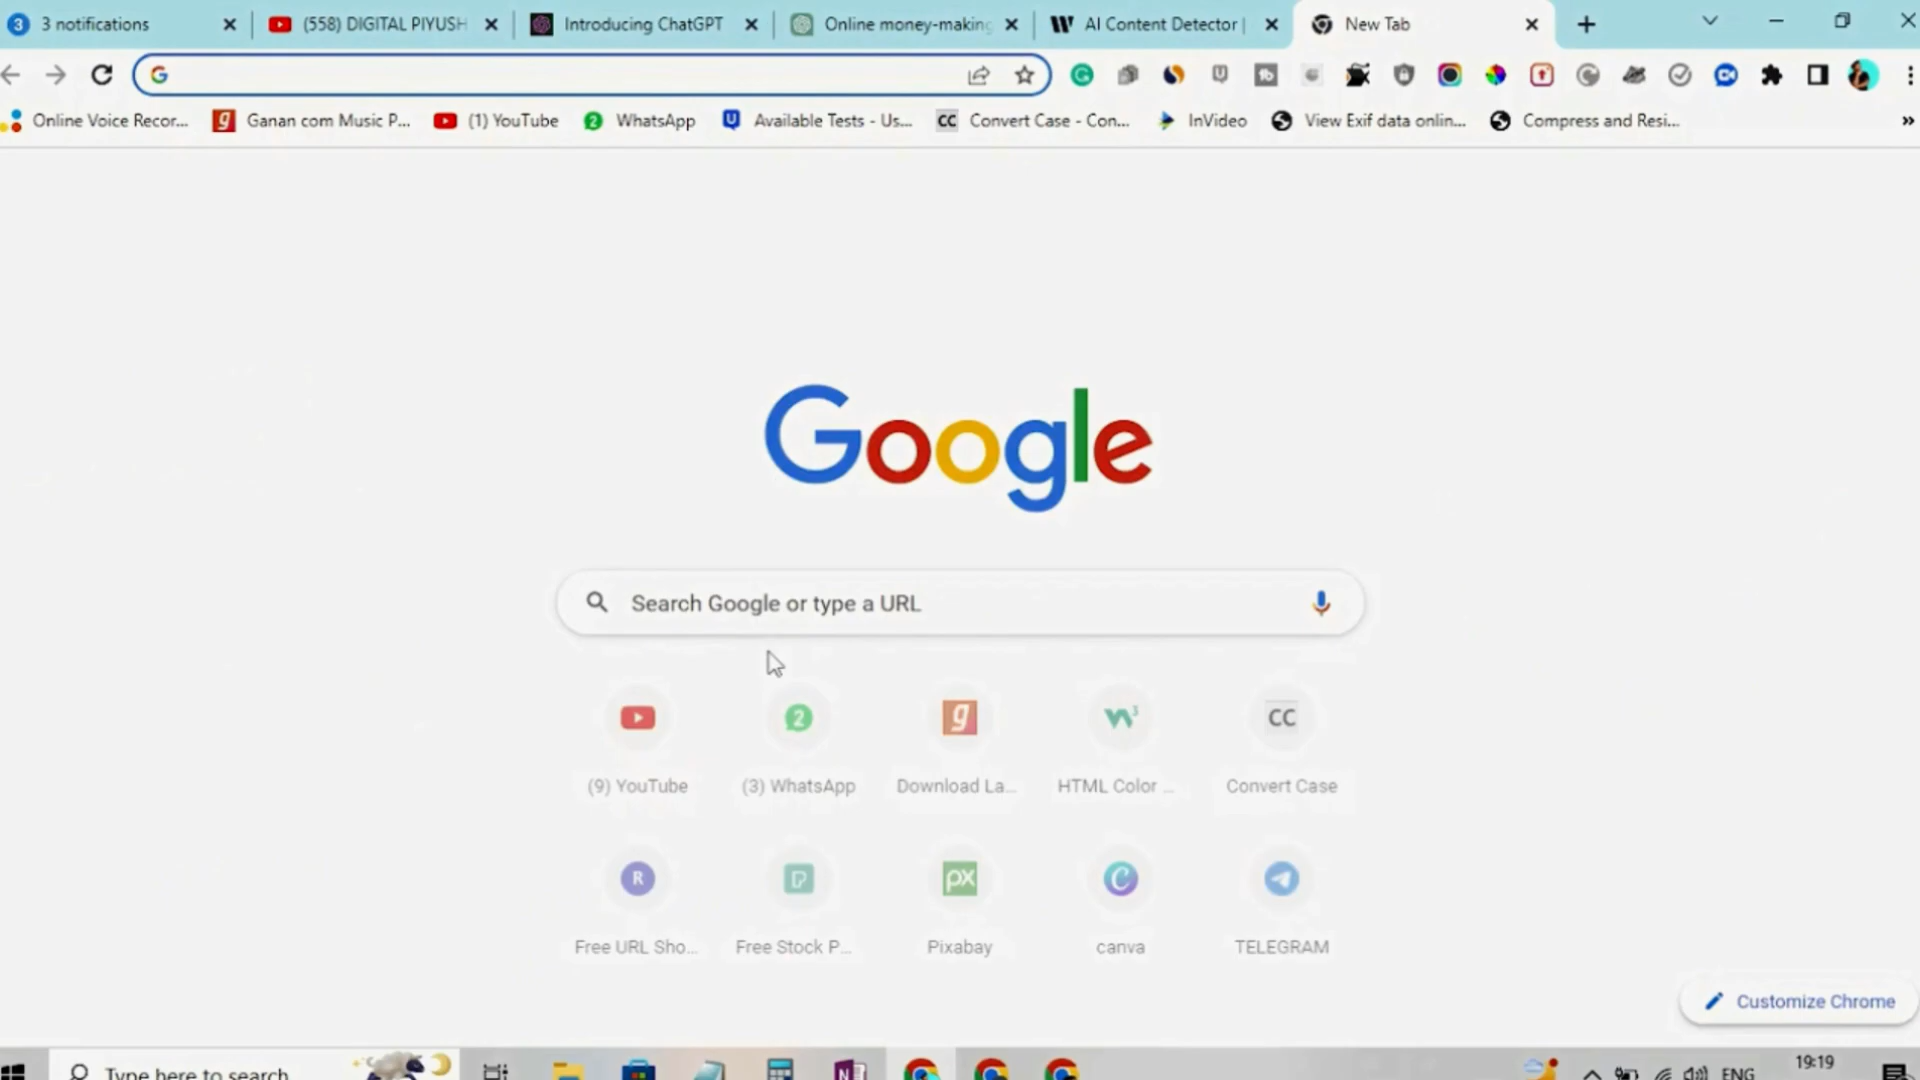 3 notifications
(558) DIGITAL PIYUSH
Introducing ChatGPT
Online money-making
AI Content Detector |
New Tab
Online Voice Recor...
Ganan com Music P...
(1) YouTube
WhatsApp
Available Tests - Us...
CC Convert Case - Con...
InVideo
View Exif data onlin...
Compress and Resi...
Google
Search Google or type a URL
(9) YouTube
(3) WhatsApp
Download La...
HTML Color ...
CC
Convert Case
Free URL Sho...
Free Stock P...
Pixabay
canva
TELEGRAM
Customize Chrome
Type here to search
ENG
19:19